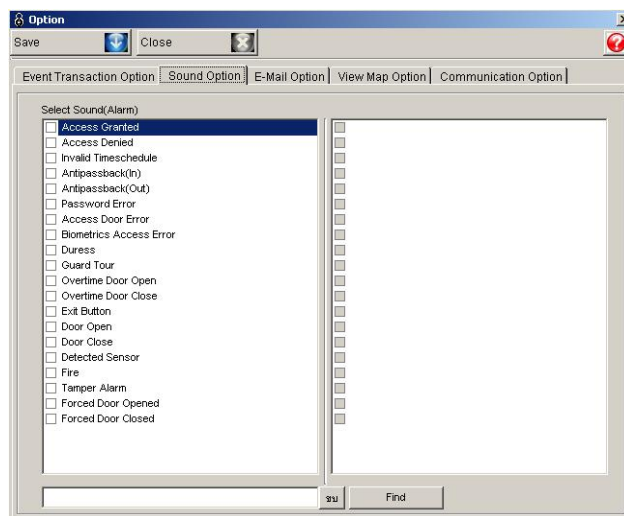 Option
Save Close
Event Transaction Option Sound Option E-Mail Option View Map Option Communication Option
Select Sound(Alarm)
Access Granted
Access Denied
Invalid Timeschedule
Antipassback(In)
Antipassback(Out)
Password Error
Access Door Error
Biometrics Access Error
Duress
Guard Tour
Overtime Door Open
Overtime Door Close
Exit Button
Door Open
Door Close
Detected Sensor
Fire
Tamper Alarm
Forced Door Opened
Forced Door Closed
ขบ Find